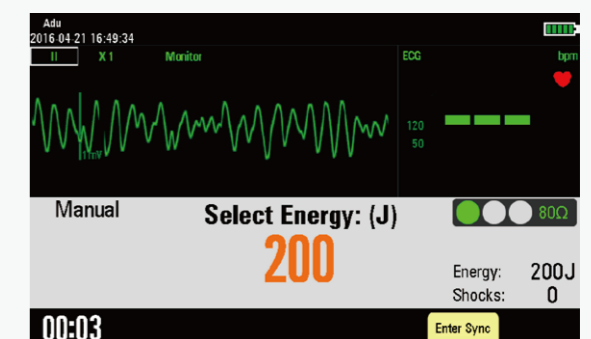 Adu
2016-04-21 16:49:34
II X1 Monitor ECG bpm
120
50
1mV
Manual Select Energy: (J) 80Ω
200
Energy: 200J
Shocks: 0
00:03 Enter Sync